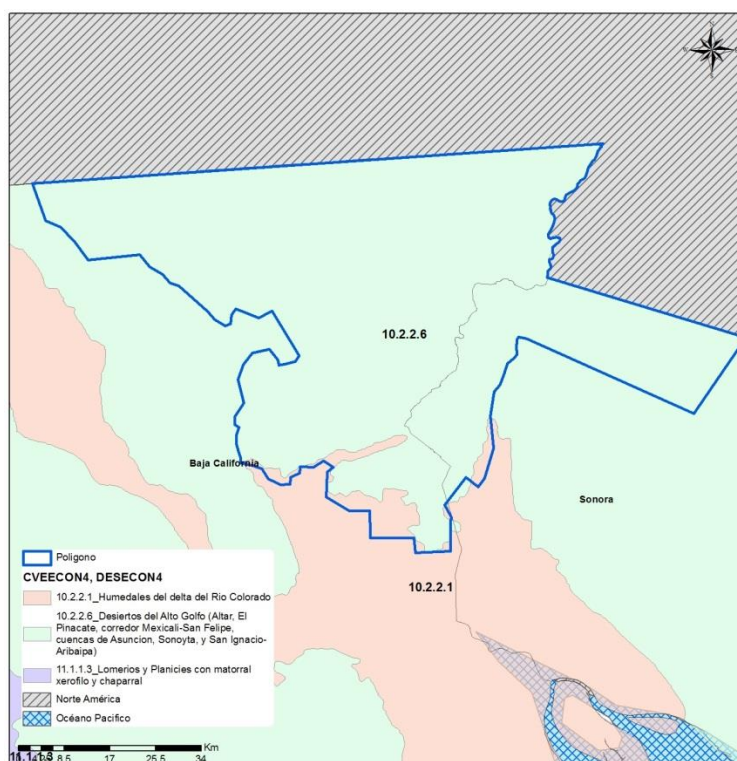 10.2.2.6
Baja California
Sonora
10.2.2.1
Poligono
CVEECON4, DESECON4
10.2.2.1_Humedales del delta del Rio Colorado
10.2.2.6_Desiertos del Alto Golfo (Altar, El
Pinacate, corredor Mexicali-San Felipe,
cuencas de Asuncion, Sonoyta, y San Ignacio-
Aribaipa)
11.1.1.3_Lomerios y Planicies con matorral
xerofilo y chaparral
Norte América
Océano Pacifico
Km
8.5 17 25.5 34